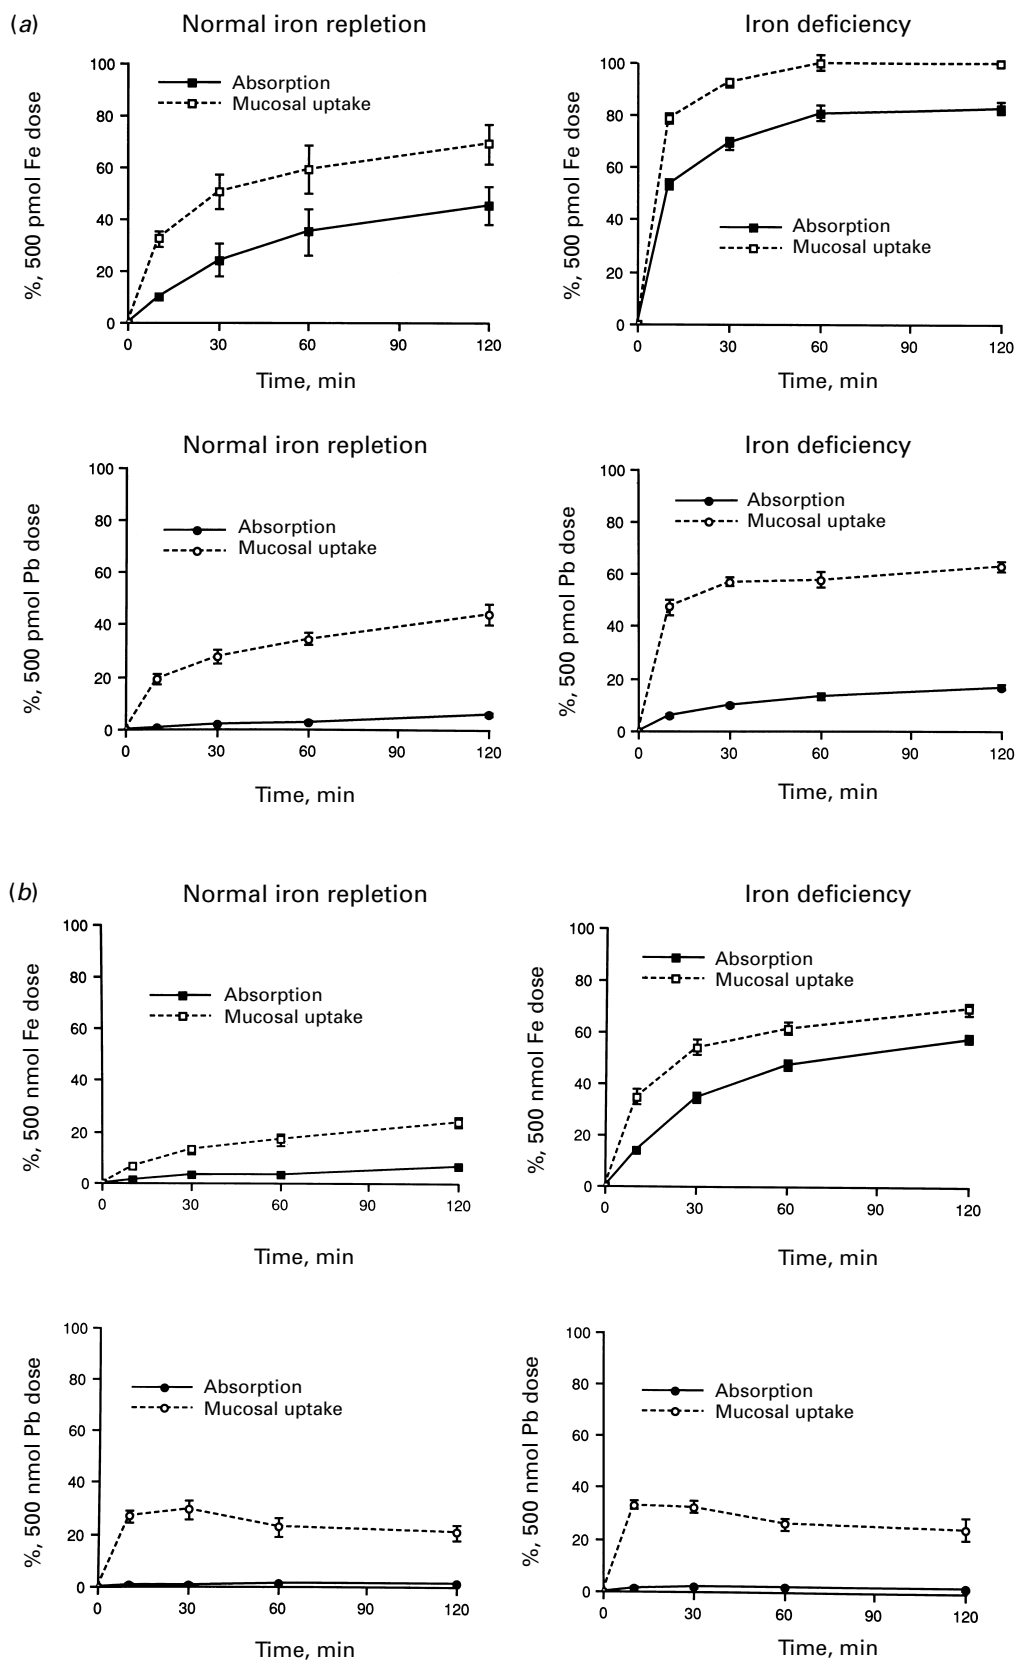 (a)
Normal iron repletion
%, 500 pmol Fe dose
100
80
60
40
20
0
Absorption
Mucosal uptake
0 30 60 90 120
Time, min
Iron deficiency
%, 500 pmol Fe dose
100
80
60
40
20
0
Absorption
Mucosal uptake
0 30 60 90 120
Time, min
Normal iron repletion
%, 500 pmol Pb dose
100
80
60
40
20
0
Absorption
Mucosal uptake
0 30 60 90 120
Time, min
Iron deficiency
%, 500 pmol Pb dose
100
80
60
40
20
0
Absorption
Mucosal uptake
0 30 60 90 120
Time, min
(b)
Normal iron repletion
%, 500 nmol Fe dose
100
80
60
40
20
0
Absorption
Mucosal uptake
0 30 60 90 120
Time, min
Iron deficiency
%, 500 nmol Fe dose
100
80
60
40
20
0
Absorption
Mucosal uptake
0 30 60 90 120
Time, min
%, 500 nmol Pb dose
100
80
60
40
20
0
Absorption
Mucosal uptake
0 30 60 90 120
Time, min
%, 500 nmol Pb dose
100
80
60
40
20
0
Absorption
Mucosal uptake
0 30 60 90 120
Time, min